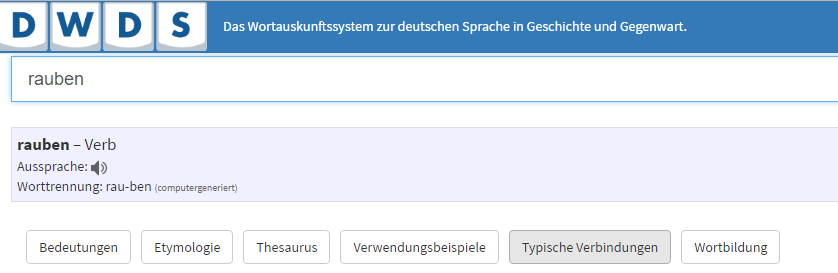 DWDS Das Wortauskunftssystem zur deutschen Sprache in Geschichte und Gegenwart.
rauben
rauben – Verb
Aussprache:
Worttrennung: rau-ben (computergeneriert)
Bedeutungen Etymologie Thesaurus Verwendungsbeispiele Typische Verbindungen Wortbildung